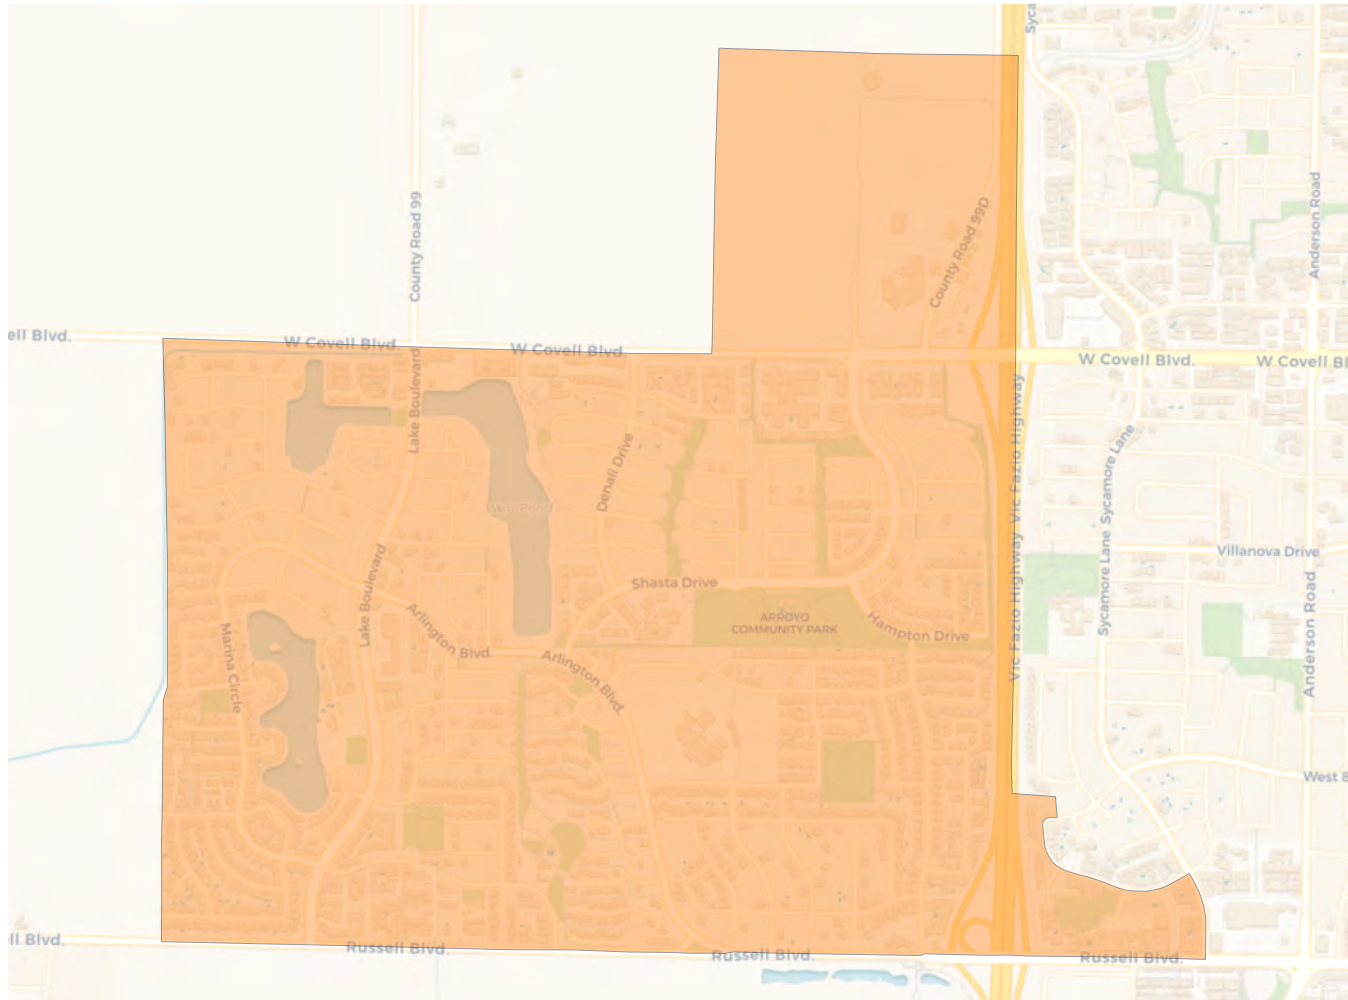 Syca
Anderson Road
County Road 99
County Road 99D
ell Blvd.
W Covell Blvd.
W Covell Blvd.
W Covell Blvd.
W Covell Bl
Lake Boulevard
Denali Drive
Vic Fazio Highway
Vic Fazio Highway
Sycamore Lane
Sycamore Lane
West Pond
Villanova Drive
Shasta Drive
Lake Boulevard
Arlington Blvd.
ARROYO
COMMUNITY PARK
Hampton Drive
Anderson Road
Marina Circle
Arlington Blvd.
West 8
ll Blvd.
Russell Blvd.
Russell Blvd.
Russell Blvd.